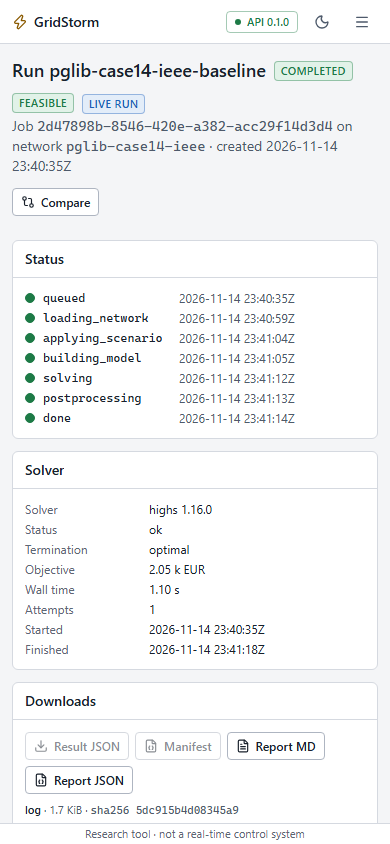 GridStorm API 0.1.0
Run pglib-case14-ieee-baseline COMPLETED
FEASIBLE LIVE RUN
Job 2d47898b-8546-420e-a382-acc29f14d3d4 on
network pglib-case14-ieee · created 2026-11-14
23:40:35Z
Compare
Status
queued 2026-11-14 23:40:35Z
loading_network 2026-11-14 23:40:59Z
applying_scenario 2026-11-14 23:41:04Z
building_model 2026-11-14 23:41:05Z
solving 2026-11-14 23:41:12Z
postprocessing 2026-11-14 23:41:13Z
done 2026-11-14 23:41:14Z
Solver
Solver highs 1.16.0
Status ok
Termination optimal
Objective 2.05 k EUR
Wall time 1.10 s
Attempts 1
Started 2026-11-14 23:40:35Z
Finished 2026-11-14 23:41:18Z
Downloads
Result JSON Manifest Report MD
Report JSON
log · 1.7 KiB · sha256 5dc915b4d08345a9
Research tool · not a real-time control system